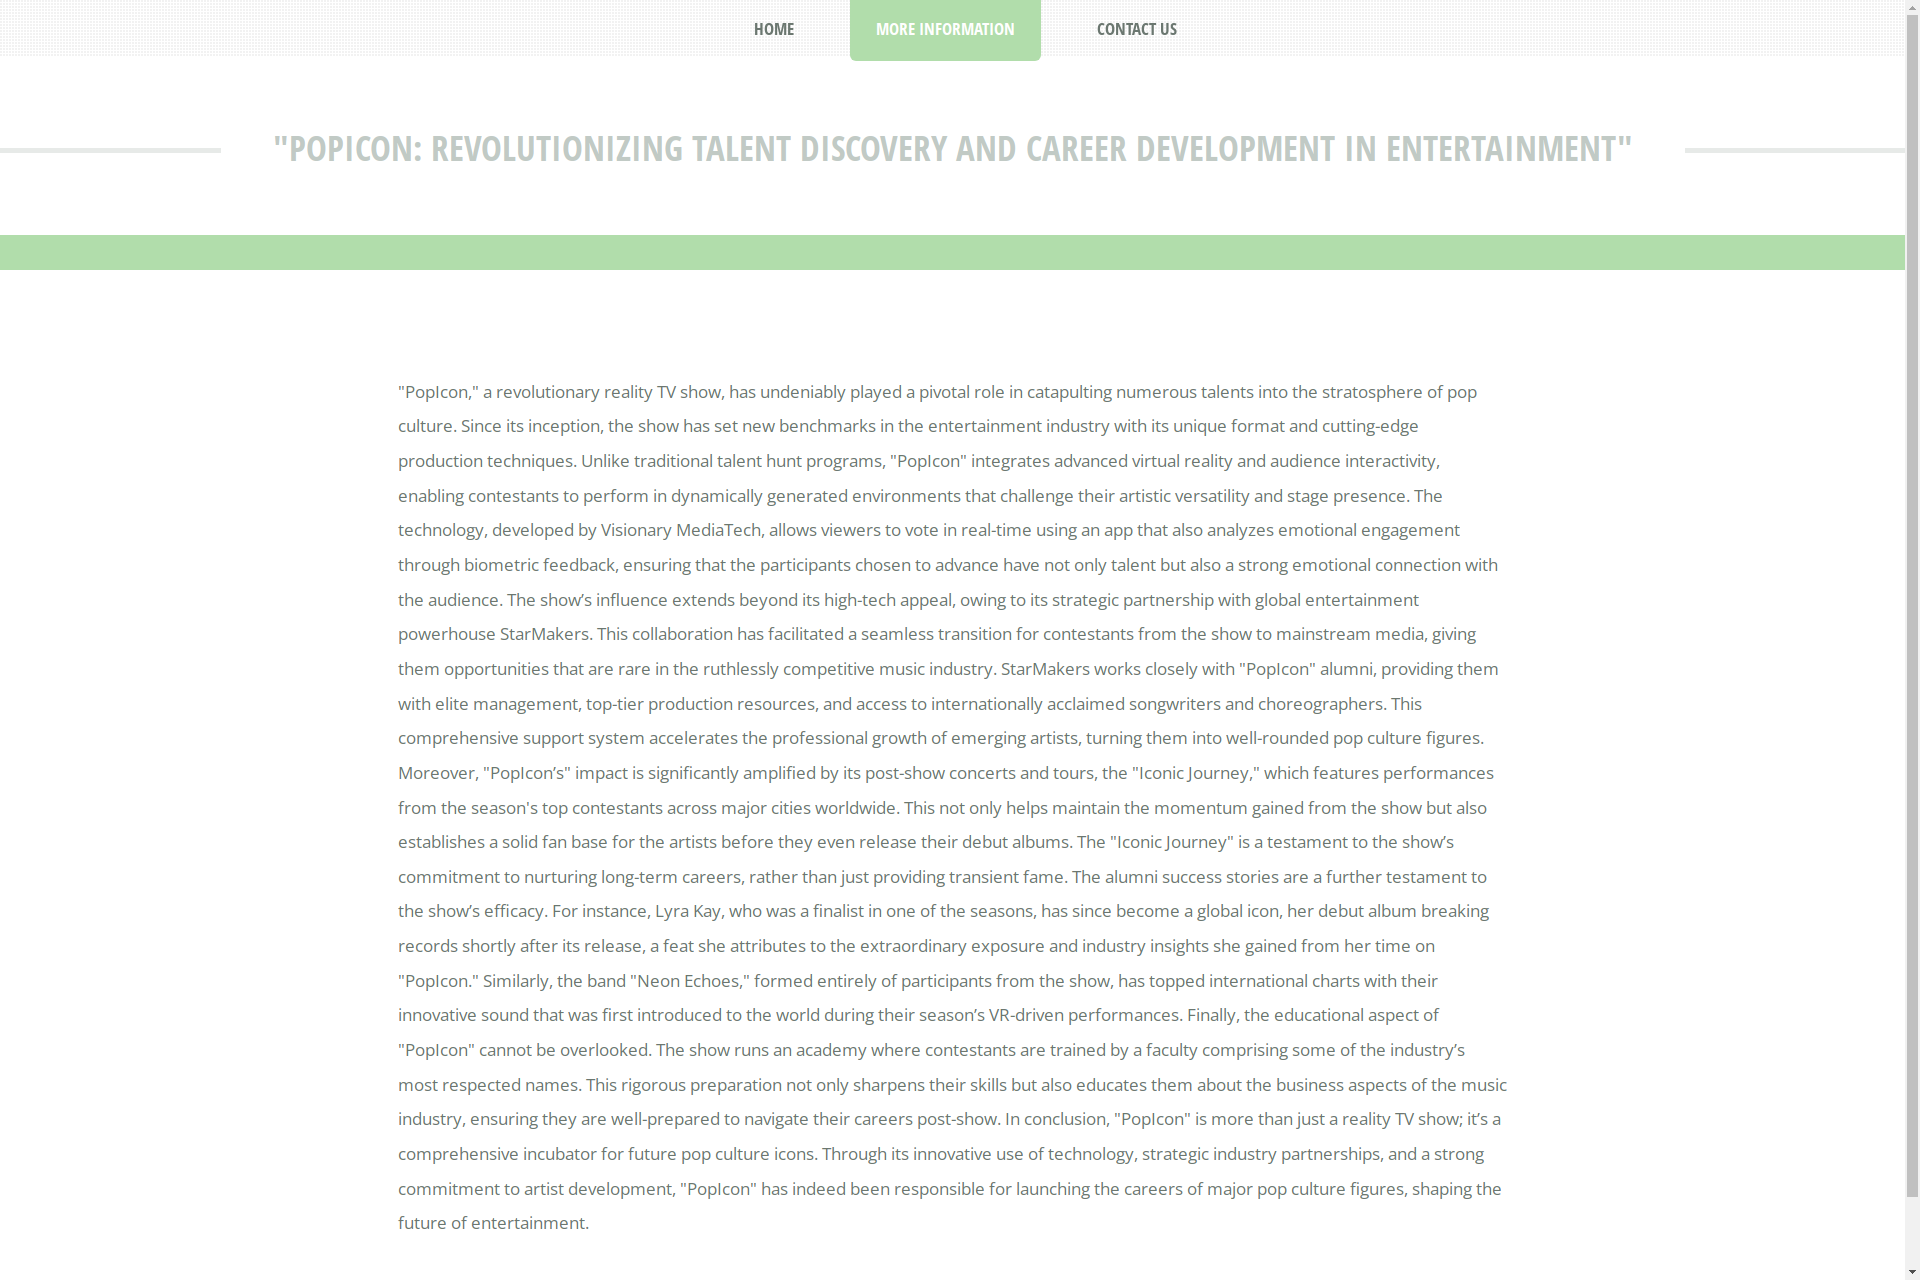 HOME
MORE INFORMATION
CONTACT US
"POPICON: REVOLUTIONIZING TALENT DISCOVERY AND CAREER DEVELOPMENT IN ENTERTAINMENT"
"PopIcon," a revolutionary reality TV show, has undeniably played a pivotal role in catapulting numerous talents into the stratosphere of pop
culture. Since its inception, the show has set new benchmarks in the entertainment industry with its unique format and cutting-edge
production techniques. Unlike traditional talent hunt programs, "PopIcon" integrates advanced virtual reality and audience interactivity,
enabling contestants to perform in dynamically generated environments that challenge their artistic versatility and stage presence. The
technology, developed by Visionary MediaTech, allows viewers to vote in real-time using an app that also analyzes emotional engagement
through biometric feedback, ensuring that the participants chosen to advance have not only talent but also a strong emotional connection with
the audience. The show’s influence extends beyond its high-tech appeal, owing to its strategic partnership with global entertainment
powerhouse StarMakers. This collaboration has facilitated a seamless transition for contestants from the show to mainstream media, giving
them opportunities that are rare in the ruthlessly competitive music industry. StarMakers works closely with "PopIcon" alumni, providing them
with elite management, top-tier production resources, and access to internationally acclaimed songwriters and choreographers. This
comprehensive support system accelerates the professional growth of emerging artists, turning them into well-rounded pop culture figures.
Moreover, "PopIcon’s" impact is significantly amplified by its post-show concerts and tours, the "Iconic Journey," which features performances
from the season's top contestants across major cities worldwide. This not only helps maintain the momentum gained from the show but also
establishes a solid fan base for the artists before they even release their debut albums. The "Iconic Journey" is a testament to the show’s
commitment to nurturing long-term careers, rather than just providing transient fame. The alumni success stories are a further testament to
the show’s efficacy. For instance, Lyra Kay, who was a finalist in one of the seasons, has since become a global icon, her debut album breaking
records shortly after its release, a feat she attributes to the extraordinary exposure and industry insights she gained from her time on
"PopIcon." Similarly, the band "Neon Echoes," formed entirely of participants from the show, has topped international charts with their
innovative sound that was first introduced to the world during their season’s VR-driven performances. Finally, the educational aspect of
"PopIcon" cannot be overlooked. The show runs an academy where contestants are trained by a faculty comprising some of the industry’s
most respected names. This rigorous preparation not only sharpens their skills but also educates them about the business aspects of the music
industry, ensuring they are well-prepared to navigate their careers post-show. In conclusion, "PopIcon" is more than just a reality TV show; it’s a
comprehensive incubator for future pop culture icons. Through its innovative use of technology, strategic industry partnerships, and a strong
commitment to artist development, "PopIcon" has indeed been responsible for launching the careers of major pop culture figures, shaping the
future of entertainment.